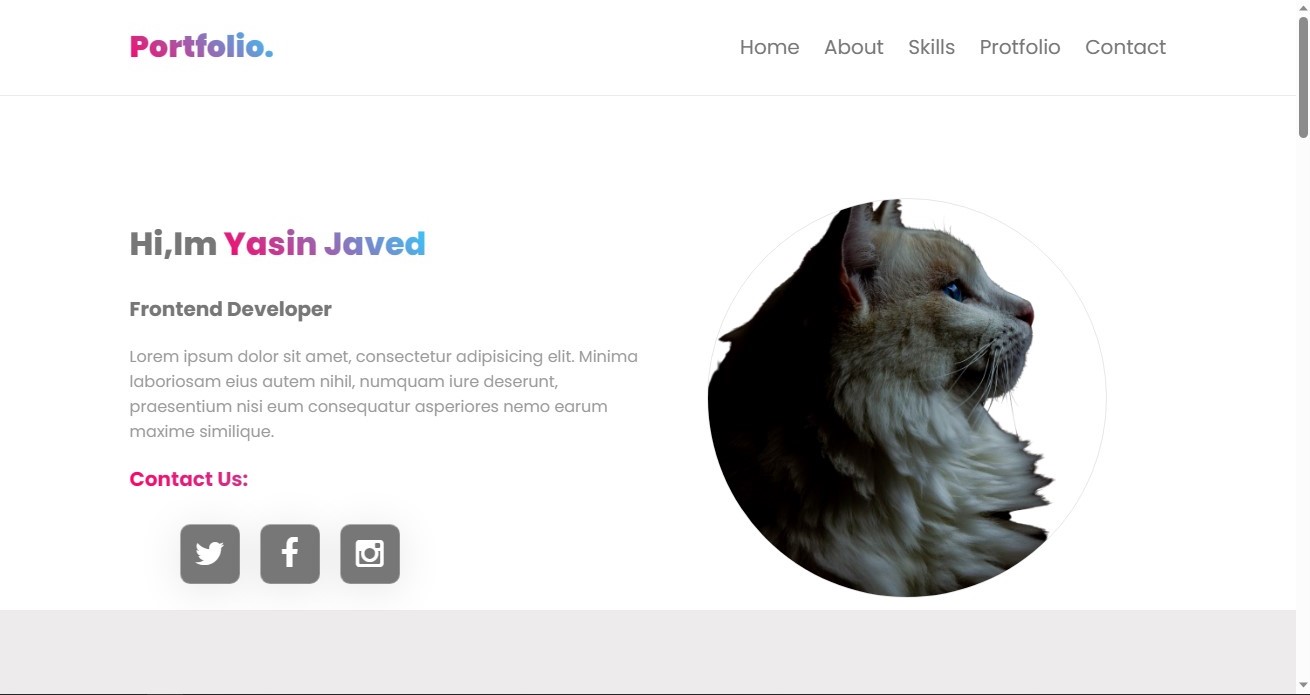 Portfolio.
Home About Skills Protfolio Contact
Hi,Im Yasin Javed
Frontend Developer
Lorem ipsum dolor sit amet, consectetur adipisicing elit. Minima
laboriosam eius autem nihil, numquam iure deserunt,
praesentium nisi eum consequatur asperiores nemo earum
maxime similique.
Contact Us: